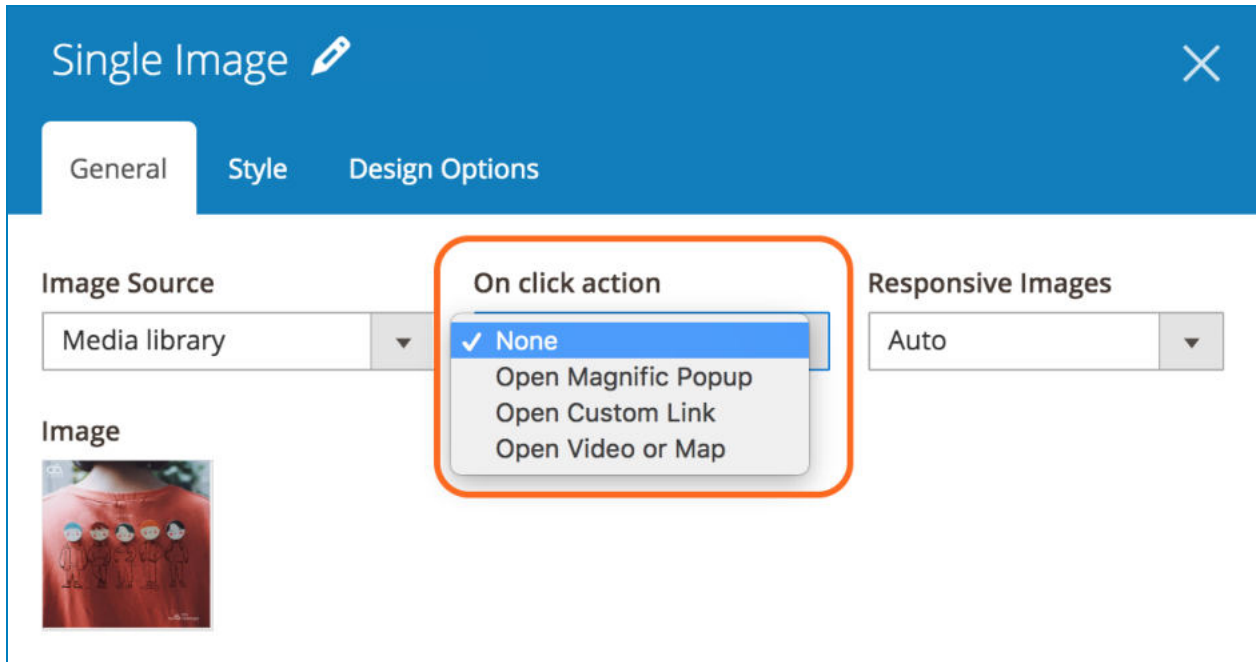 Single Image
General Style Design Options
Image Source
Media library
On click action
None
Open Magnific Popup
Open Custom Link
Open Video or Map
Responsive Images
Auto
Image